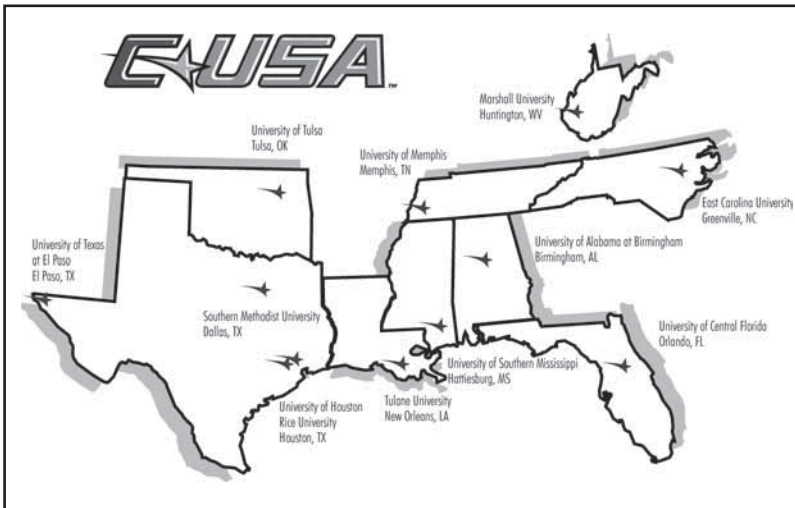 C USA
TM
Marshall University
Huntington, WV
University of Tulsa
Tulsa, OK
University of Memphis
Memphis, TN
East Carolina University
Greenville, NC
University of Texas
at El Paso
El Paso, TX
University of Alabama at Birmingham
Birmingham, AL
Southern Methodist University
Dallas, TX
University of Central Florida
Orlando, FL
University of Southern Mississippi
Hattiesburg, MS
Tulane University
New Orleans, LA
University of Houston
Rice University
Houston, TX